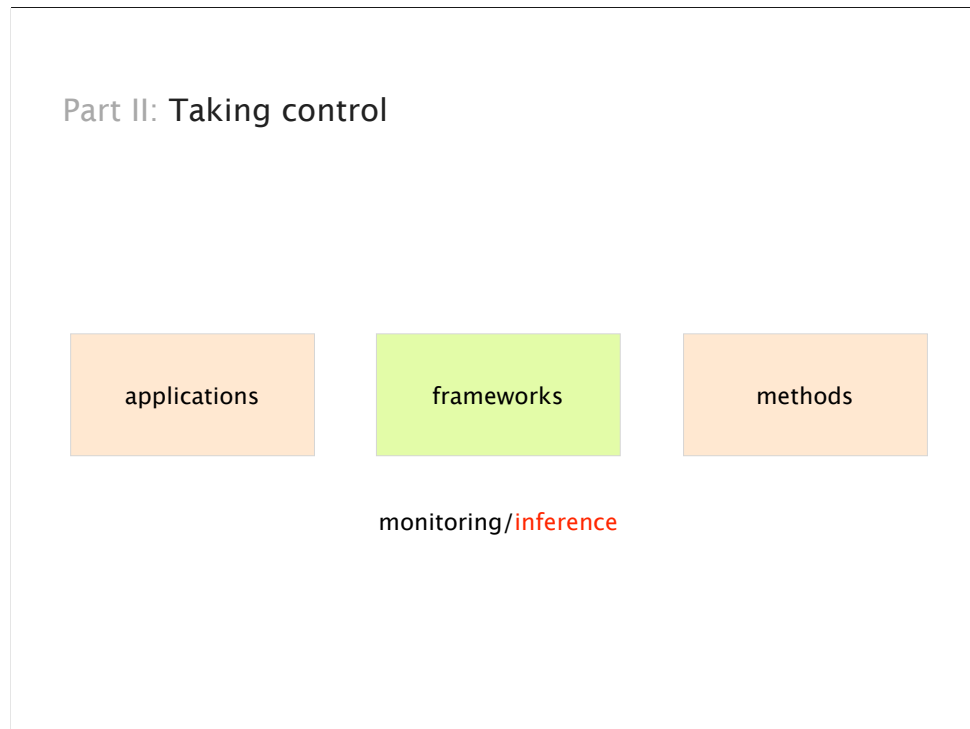 Part II: Taking control
applications
frameworks
methods
monitoring/inference